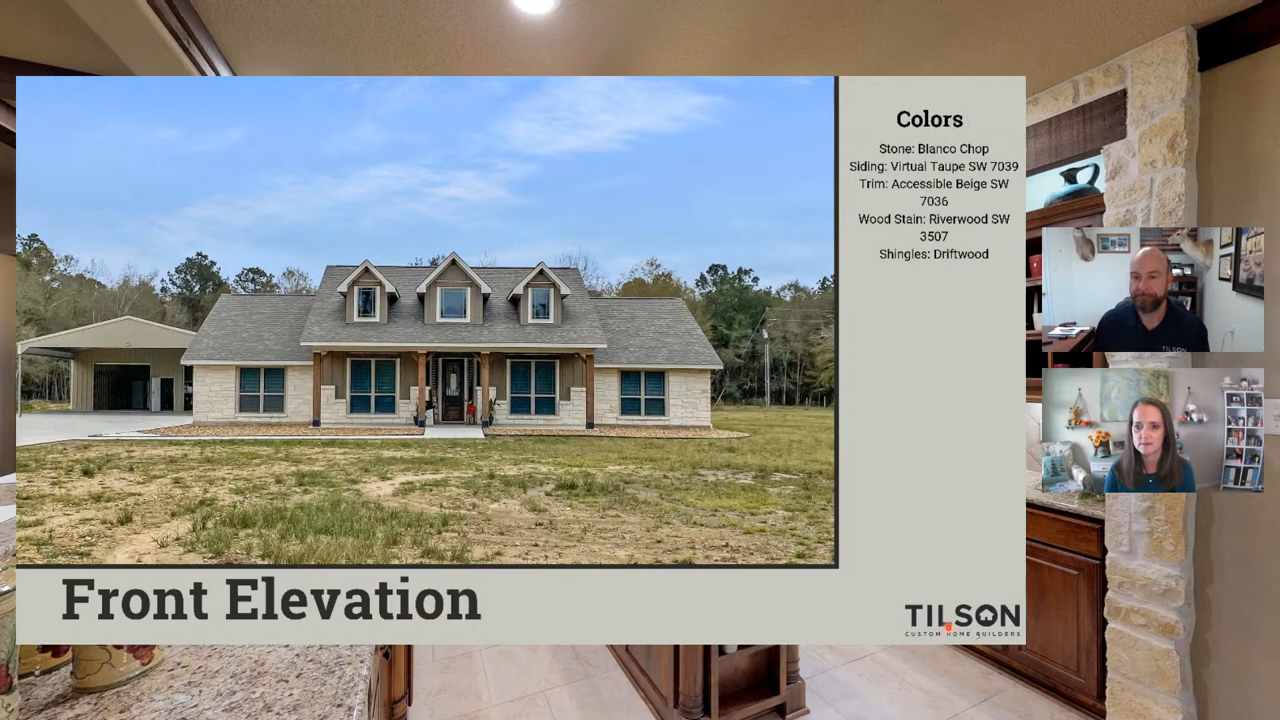 Colors
Stone: Blanco Chop
Siding: Virtual Taupe SW 7039
Trim: Accessible Beige SW
7036
Wood Stain: Riverwood SW
3507
Shingles: Driftwood
TILSON
Front Elevation
TILSON
CUSTOM HOME BUILDERS